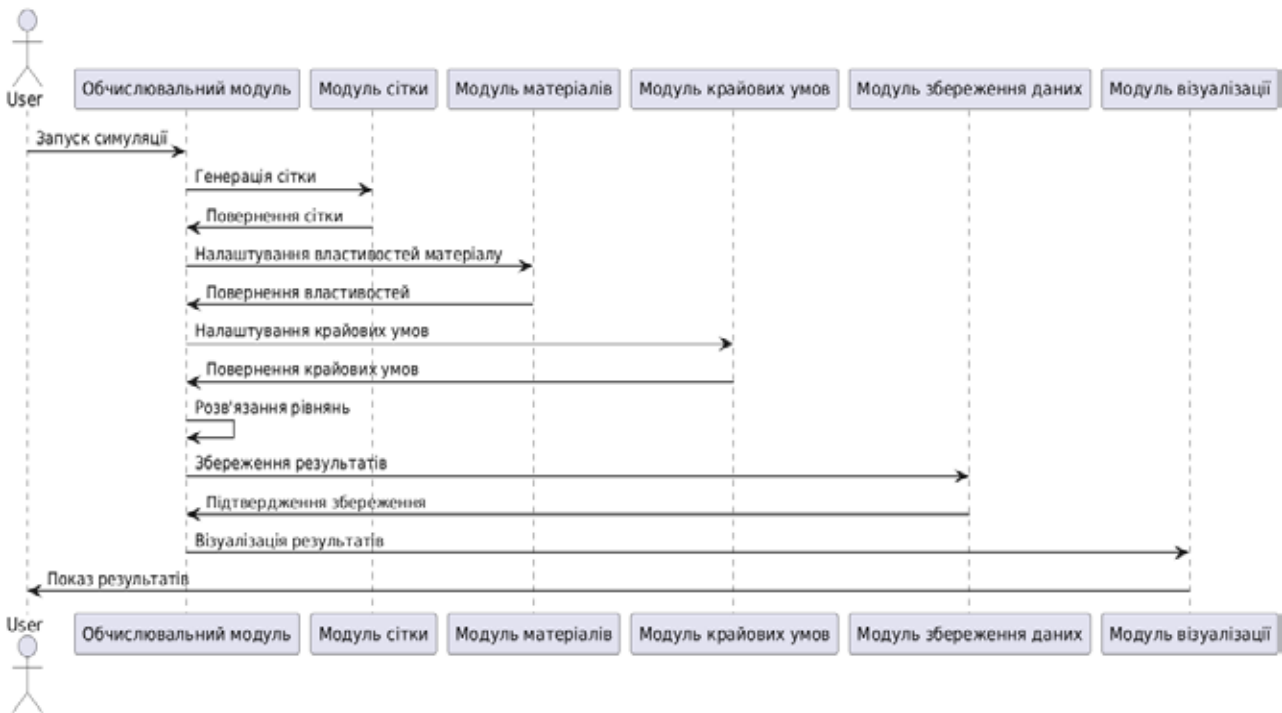 User
Обчислювальний модуль
Модуль сітки
Модуль матеріалів
Модуль крайових умов
Модуль збереження даних
Модуль візуалізації
Запуск симуляції
Генерація сітки
Повернення сітки
Налаштування властивостей матеріалу
Повернення властивостей
Налаштування крайових умов
Повернення крайових умов
Розв'язання рівнянь
Збереження результатів
Підтвердження збереження
Візуалізація результатів
Показ результатів
User
Обчислювальний модуль
Модуль сітки
Модуль матеріалів
Модуль крайових умов
Модуль збереження даних
Модуль візуалізації